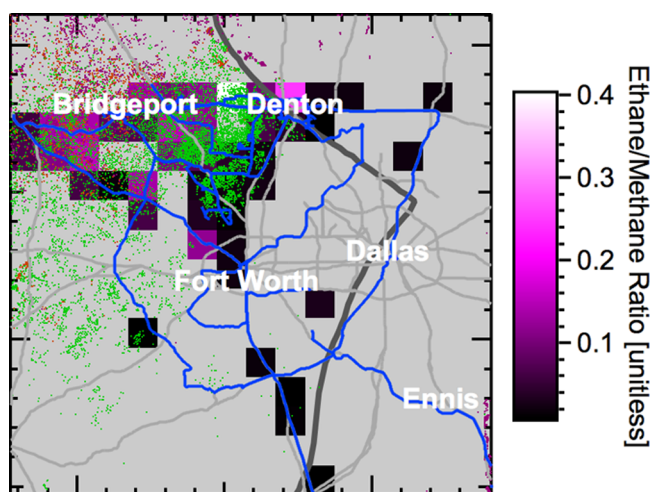 Bridgeport Denton
Dallas
Fort Worth
Ennis
0.4
0.3
0.2
0.1
Ethane/Methane Ratio [unitless]